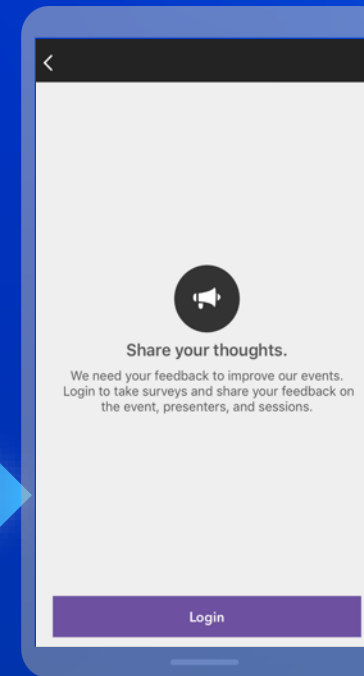 Share your thoughts.
We need your feedback to improve our events.
Login to take surveys and share your feedback on
the event, presenters, and sessions.
Login